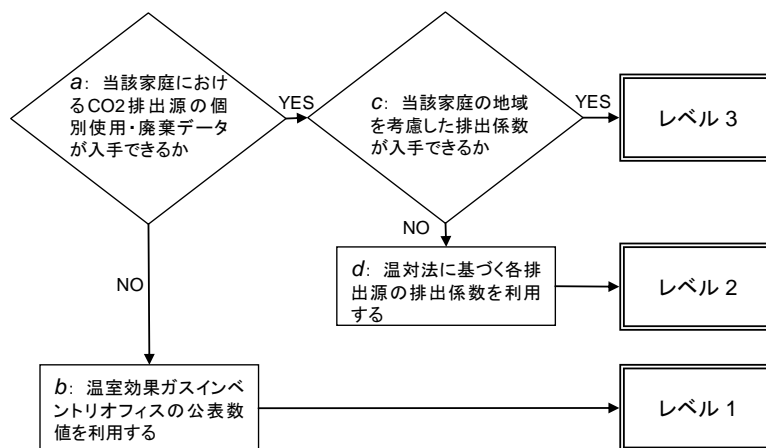 a： 当該家庭におけ
るCO2排出源の個
別使用・廃棄データ
が入手できるか
YES
c： 当該家庭の地域
を考慮した排出係数
が入手できるか
YES
レベル 3
NO
d： 温対法に基づく各排
出源の排出係数を利用
する
レベル 2
NO
b： 温室効果ガスインベ
ントリオフィスの公表数
値を利用する
レベル 1